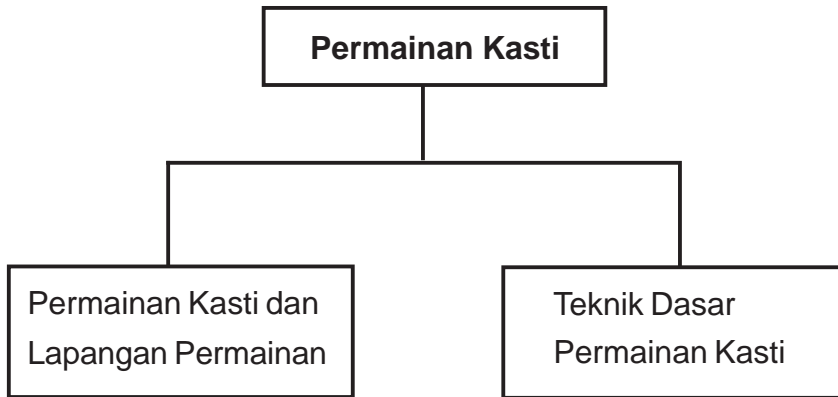 Permainan Kasti
Permainan Kasti dan
Lapangan Permainan
Teknik Dasar
Permainan Kasti